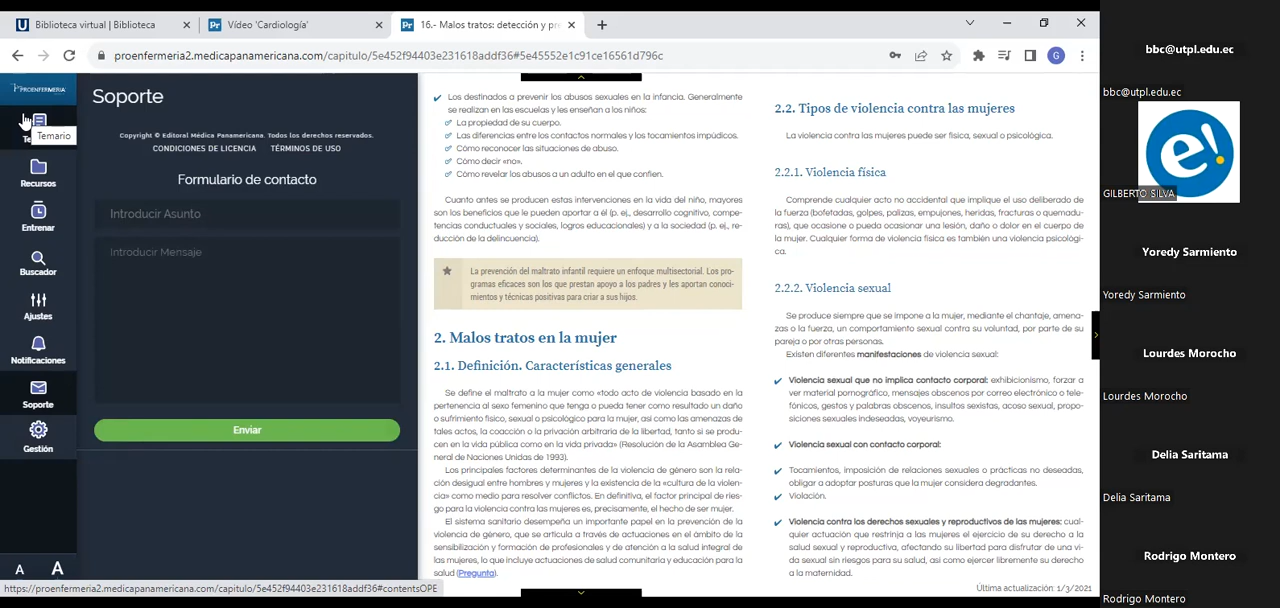 Biblioteca virtual | Biblioteca
Vídeo 'Cardiología'
16.- Malos tratos: detección y pre
proenfermeria2.medicapanamericana.com/capitulo/5e452f94403e231618addf36#5e45552e1c91ce16561d796c
G
PROENFERMERÍA
Temario
Recursos
Entrenar
Buscador
Ajustes
Notificaciones
Soporte
Gestión
A A
Soporte
Copyright © Editorial Médica Panamericana. Todos los derechos reservados.
CONDICIONES DE LICENCIA TÉRMINOS DE USO
Formulario de contacto
Introducir Asunto
Introducir Mensaje
Enviar
https://proenfermeria2.medicapanamericana.com/capitulo/5e452f94403e231618addf36#contentsOPE
Los destinados a prevenir los abusos sexuales en la infancia. Generalmente
se realizan en las escuelas y les enseñan a los niños:
La propiedad de su cuerpo.
Las diferencias entre los contactos normales y los tocamientos impúdicos.
Cómo reconocer las situaciones de abuso.
Cómo decir «no».
Cómo revelar los abusos a un adulto en el que confíen.
Cuanto antes se producen estas intervenciones en la vida del niño, mayores
son los beneficios que le pueden aportar a él (p. ej., desarrollo cognitivo, compe-
tencias conductuales y sociales, logros educacionales) y a la sociedad (p. ej., re-
ducción de la delincuencia).
La prevención del maltrato infantil requiere un enfoque multisectorial. Los pro-
gramas eficaces son los que prestan apoyo a los padres y les aportan conoci-
mientos y técnicas positivas para criar a sus hijos.
2. Malos tratos en la mujer
2.1. Definición. Características generales
Se define el maltrato a la mujer como «todo acto de violencia basado en la
pertenencia al sexo femenino que tenga o pueda tener como resultado un daño
o sufrimiento físico, sexual o psicológico para la mujer, así como las amenazas de
tales actos, la coacción o la privación arbitraria de la libertad, tanto si se produ-
cen en la vida pública como en la vida privada» (Resolución de la Asamblea Ge-
neral de Naciones Unidas de 1993).
Los principales factores determinantes de la violencia de género son la rela-
ción desigual entre hombres y mujeres y la existencia de la «cultura de la violen-
cia» como medio para resolver conflictos. En definitiva, el factor principal de ries-
go para la violencia contra las mujeres es, precisamente, el hecho de ser mujer.
El sistema sanitario desempeña un importante papel en la prevención de la
violencia de género, que se articula a través de actuaciones en el ámbito de la
sensibilización y formación de profesionales y de atención a la salud integral de
las mujeres, lo que incluye actuaciones de salud comunitaria y educación para la
salud (Pregunta).
2.2. Tipos de violencia contra las mujeres
La violencia contra las mujeres puede ser física, sexual o psicológica.
2.2.1. Violencia física
Comprende cualquier acto no accidental que implique el uso deliberado de
la fuerza (bofetadas, golpes, palizas, empujones, heridas, fracturas o quemadu-
ras), que ocasione o pueda ocasionar una lesión, daño o dolor en el cuerpo de
la mujer. Cualquier forma de violencia física es también una violencia psicológi-
ca.
2.2.2. Violencia sexual
Se produce siempre que se impone a la mujer, mediante el chantaje, amena-
zas o la fuerza, un comportamiento sexual contra su voluntad, por parte de su
pareja o por otras personas.
Existen diferentes manifestaciones de violencia sexual:
Violencia sexual que no implica contacto corporal: exhibicionismo, forzar a
ver material pornográfico, mensajes obscenos por correo electrónico o tele-
fónicos, gestos y palabras obscenos, insultos sexistas, acoso sexual, propo-
siciones sexuales indeseadas, voyeurismo.
Violencia sexual con contacto corporal:
Tocamientos, imposición de relaciones sexuales o prácticas no deseadas,
obligar a adoptar posturas que la mujer considera degradantes.
Violación.
Violencia contra los derechos sexuales y reproductivos de las mujeres: cual-
quier actuación que restrinja a las mujeres el ejercicio de su derecho a la
salud sexual y reproductiva, afectando su libertad para disfrutar de una vi-
da sexual sin riesgos para su salud, así como ejercer libremente su derecho
a la maternidad.
Última actualización: 1/3/2021
bbc@utpl.edu.ec
bbc@utpl.edu.ec
e!
GILBERTO SILVA
Yoredy Sarmiento
Yoredy Sarmiento
Lourdes Morocho
Lourdes Morocho
Delia Saritama
Delia Saritama
Rodrigo Montero
Rodrigo Montero